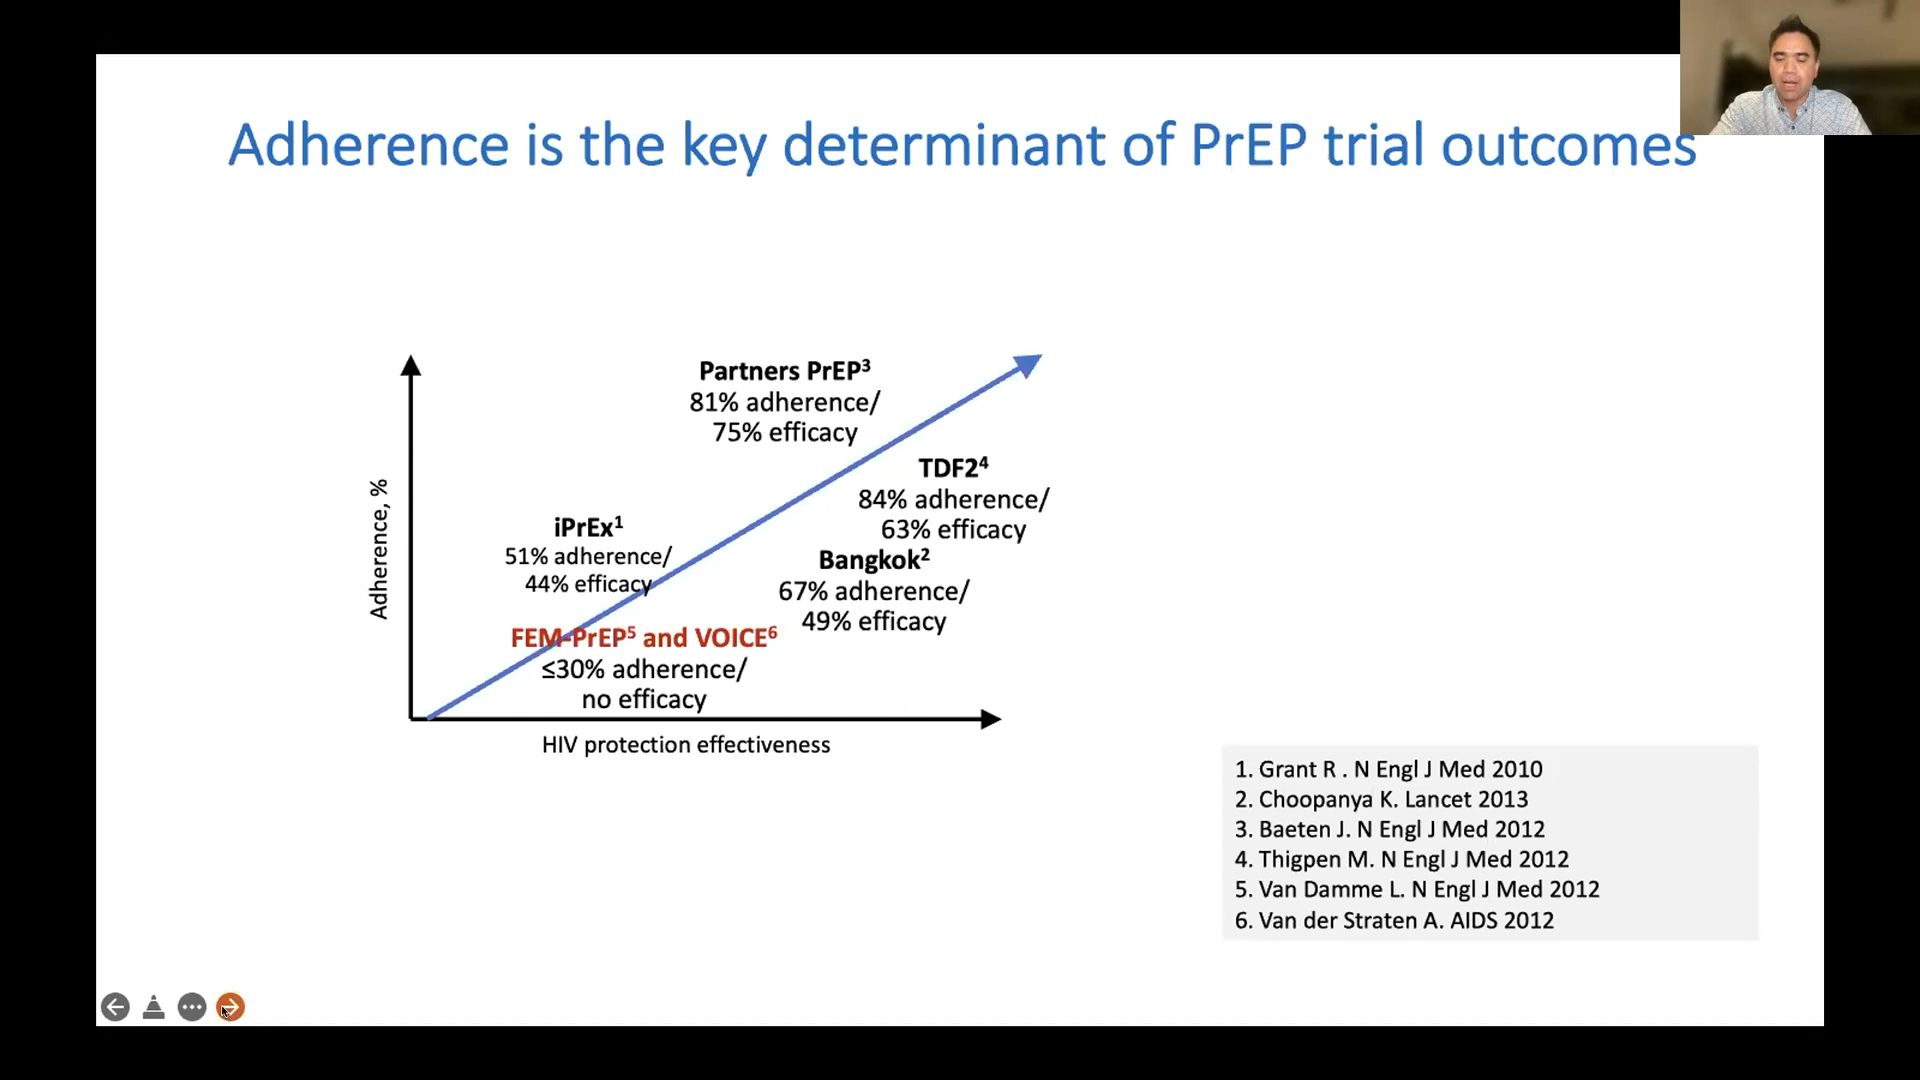 Adherence is the key determinant of PrEP trial outcomes
Partners PrEP³
81% adherence/
75% efficacy
TDF2⁴
84% adherence/
63% efficacy
iPrEx¹
51% adherence/
44% efficacy
Bangkok²
67% adherence/
49% efficacy
FEM-PrEP⁵ and VOICE⁶
≤30% adherence/
no efficacy
Adherence, %
HIV protection effectiveness
1. Grant R . N Engl J Med 2010
2. Choopanya K. Lancet 2013
3. Baeten J. N Engl J Med 2012
4. Thigpen M. N Engl J Med 2012
5. Van Damme L. N Engl J Med 2012
6. Van der Straten A. AIDS 2012